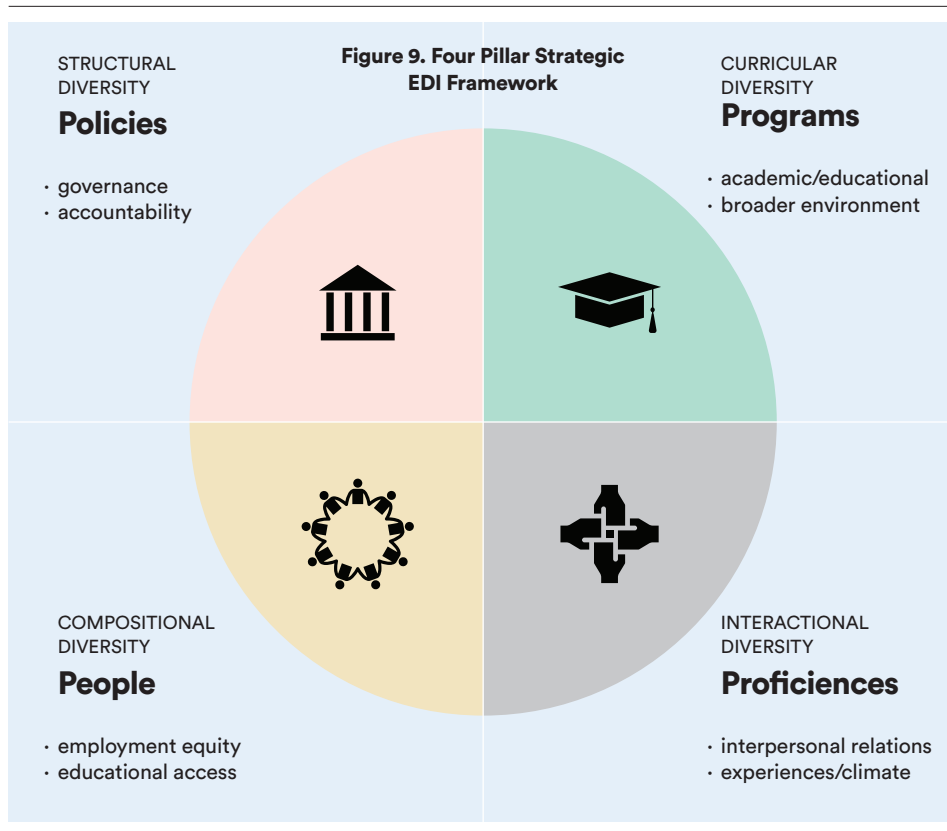 Figure 9. Four Pillar Strategic
EDI Framework
STRUCTURAL
DIVERSITY
Policies
· governance
· accountability
CURRICULAR
DIVERSITY
Programs
· academic/educational
· broader environment
COMPOSITIONAL
DIVERSITY
People
· employment equity
· educational access
INTERACTIONAL
DIVERSITY
Proficiences
· interpersonal relations
· experiences/climate